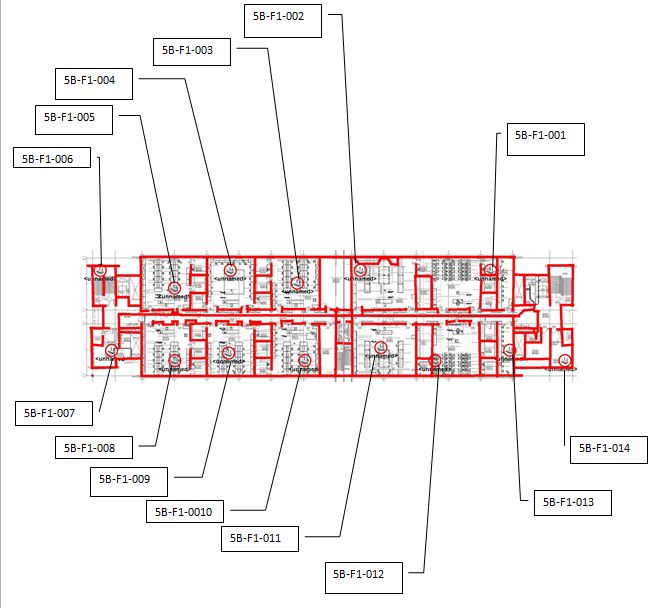 5B-F1-002
5B-F1-003
5B-F1-004
5B-F1-005
5B-F1-001
5B-F1-006
<unnamed>
<unnamed>
<unnamed>
<unnamed>
<unnamed>
<unnamed>
<unnamed>
<unnamed>
<unnamed>
<unnamed>
<unnamed>
<unnamed>
<unnamed>
5B-F1-007
5B-F1-008
5B-F1-014
5B-F1-009
5B-F1-013
5B-F1-0010
5B-F1-011
5B-F1-012